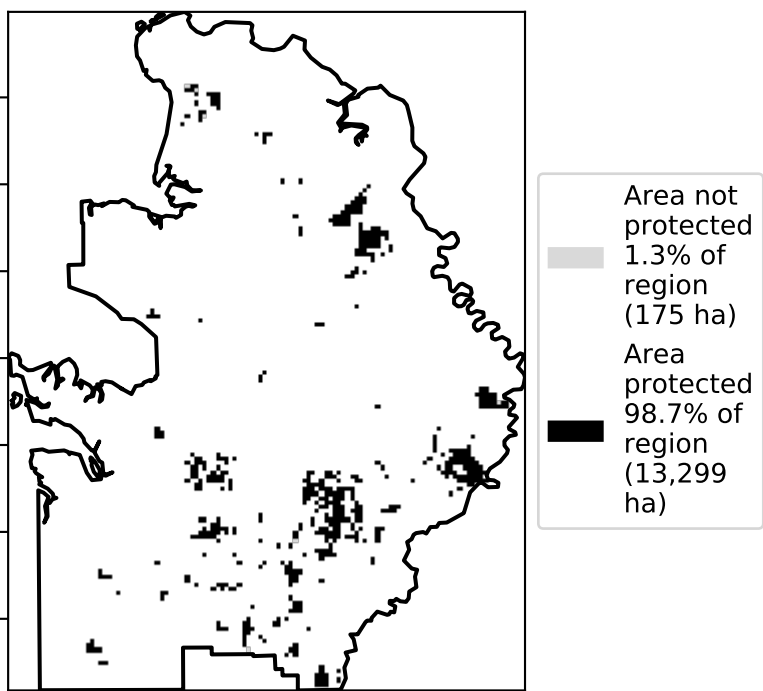 Area not
protected
1.3% of
region
(175 ha)
Area
protected
98.7% of
region
(13,299
ha)